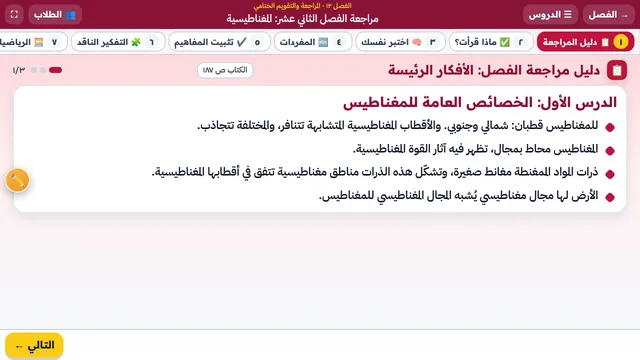 الفصل ١٢ - المراجعة والتقويم الختامي
→ الفصل
☰ الدروس
مراجعة الفصل الثاني عشر: المغناطيسية
👥 الطلاب
١ 📋 دليل المراجعة
٢ ✅ ماذا قرأت؟
٣ 🧠 اختبر نفسك
٤ 🔤 المفردات
٥ ✔ تثبيت المفاهيم
٦ 🧩 التفكير الناقد
٧ 🧮 الرياضيا
📋 دليل مراجعة الفصل: الأفكار الرئيسة
الكتاب ص ١٨٧
١/٣
الدرس الأول: الخصائص العامة للمغناطيس
للمغناطيس قطبان: شمالي وجنوبي. والأقطاب المغناطيسية المتشابهة تتنافر، والمختلفة تتجاذب.
المغناطيس محاط بمجال، تظهر فيه آثار القوة المغناطيسية.
ذرات المواد الممغنطة مغانط صغيرة، وتشكّل هذه الذرات مناطق مغناطيسية تتفق في أقطابها المغناطيسية.
الأرض لها مجال مغناطيسي يُشبه المجال المغناطيسي للمغناطيس.
التالي ←